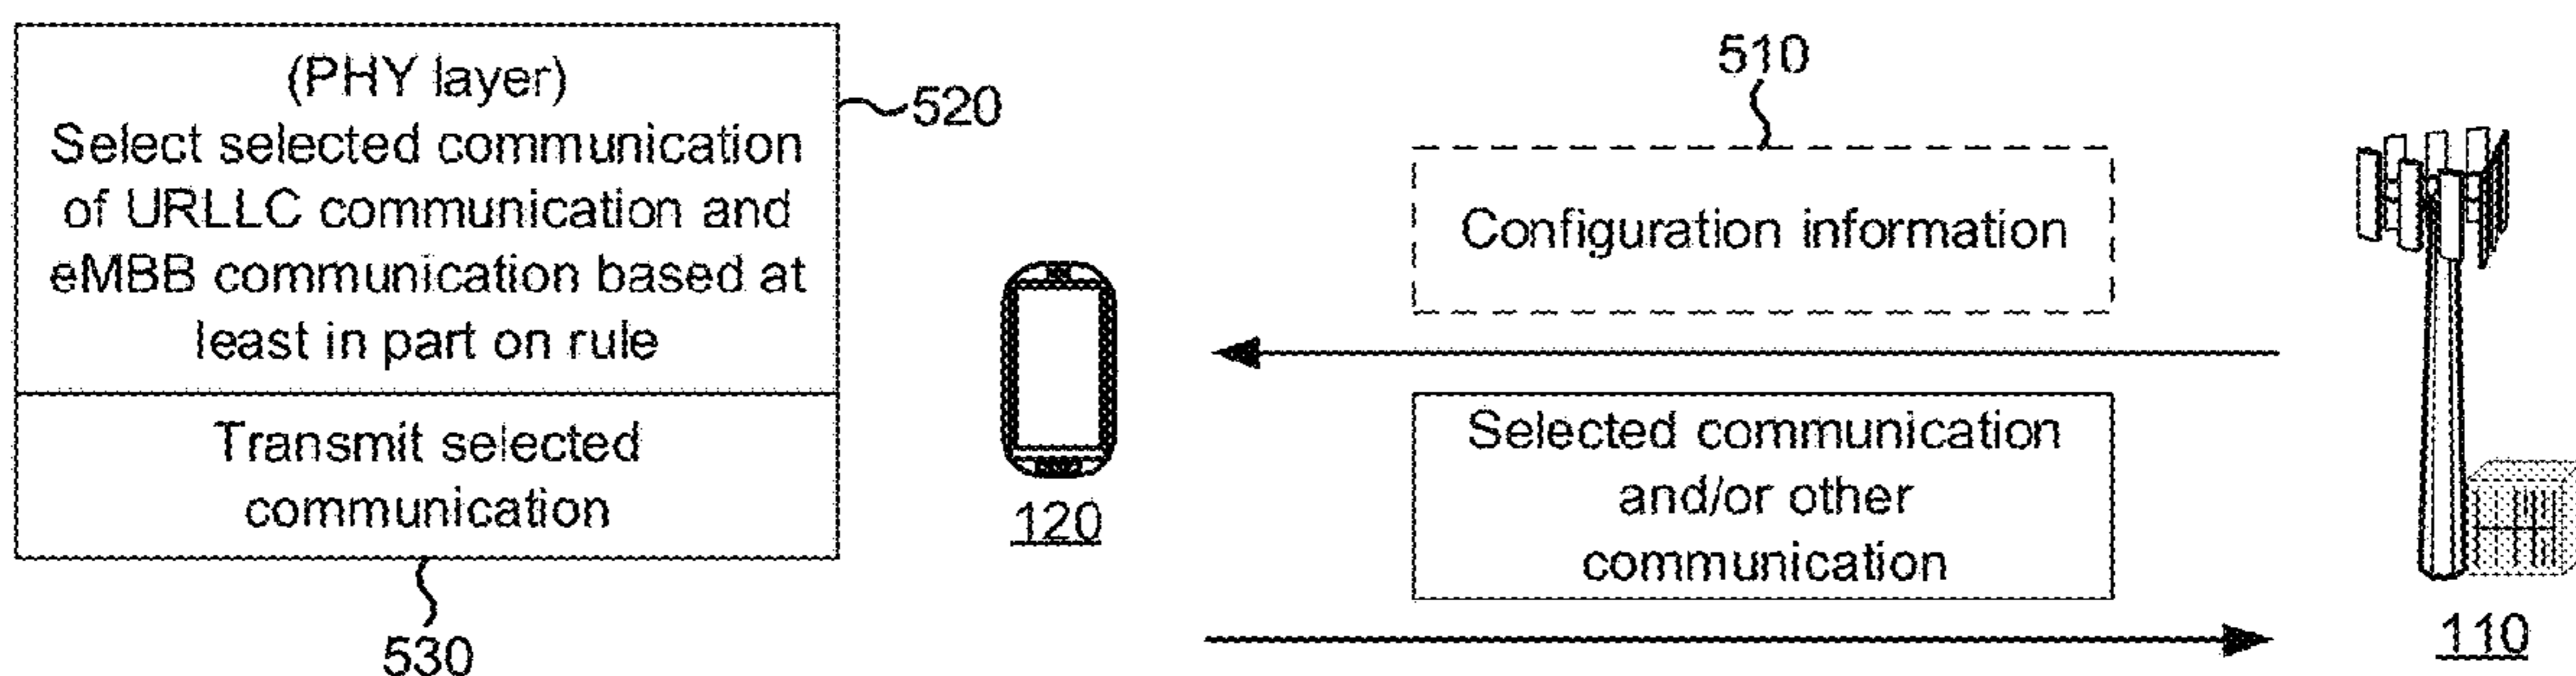 (PHY layer)
Select selected communication
of URLLC communication and
eMBB communication based at
least in part on rule
520
Transmit selected
communication
530
120
510
Configuration information
Selected communication
and/or other
communication
110